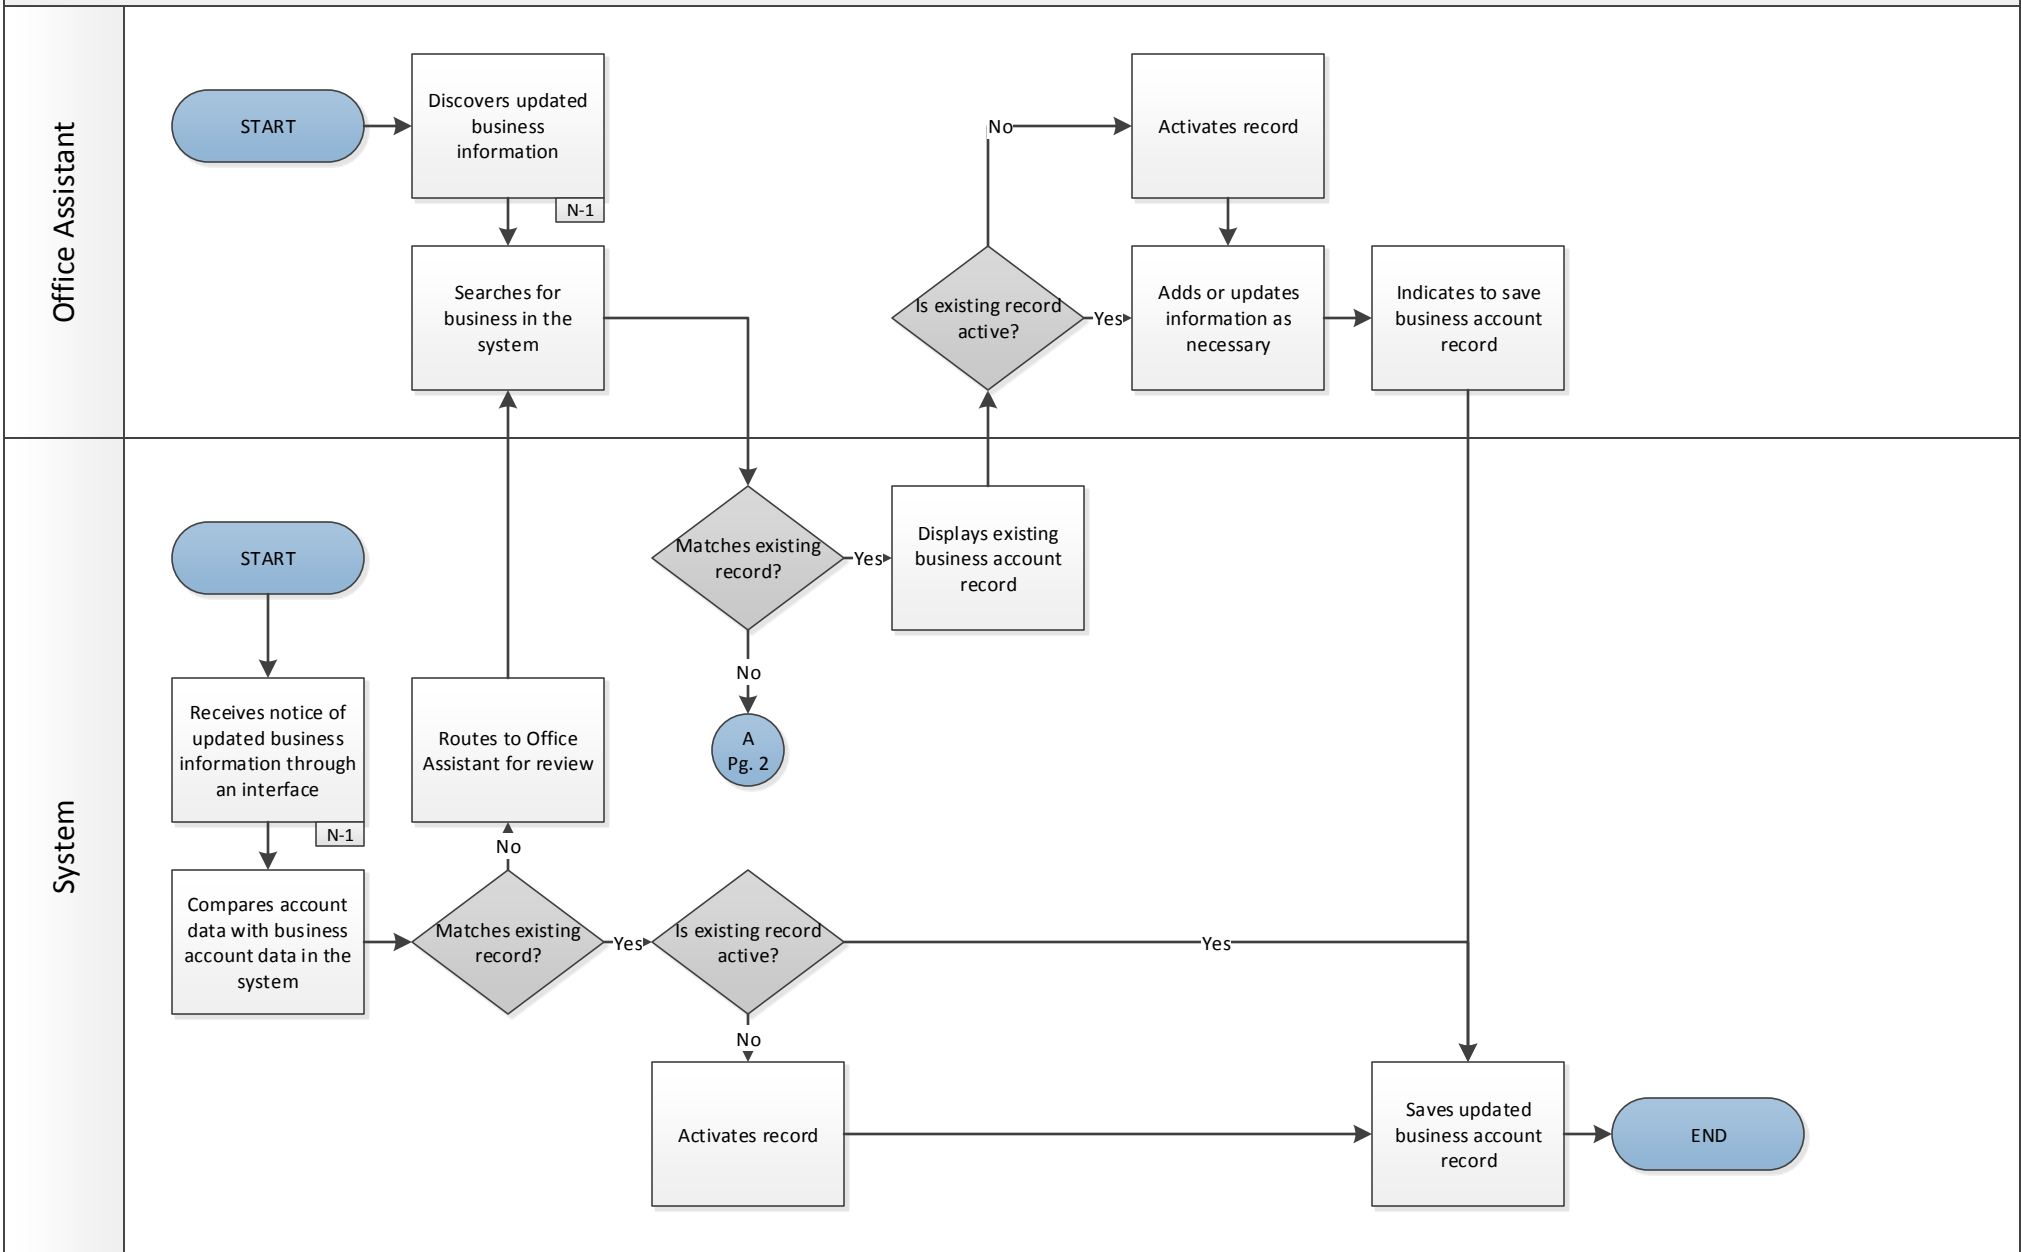 Office Assistant
START
Discovers updated
business
information
N-1
Searches for
business in the
system
No
Activates record
Is existing record
active?
Yes
Adds or updates
information as
necessary
Indicates to save
business account
record
System
START
Matches existing
record?
Yes
Displays existing
business account
record
No
A
Pg. 2
Receives notice of
updated business
information through
an interface
N-1
Routes to Office
Assistant for review
No
Compares account
data with business
account data in the
system
Matches existing
record?
Yes
Is existing record
active?
Yes
No
Activates record
Saves updated
business account
record
END